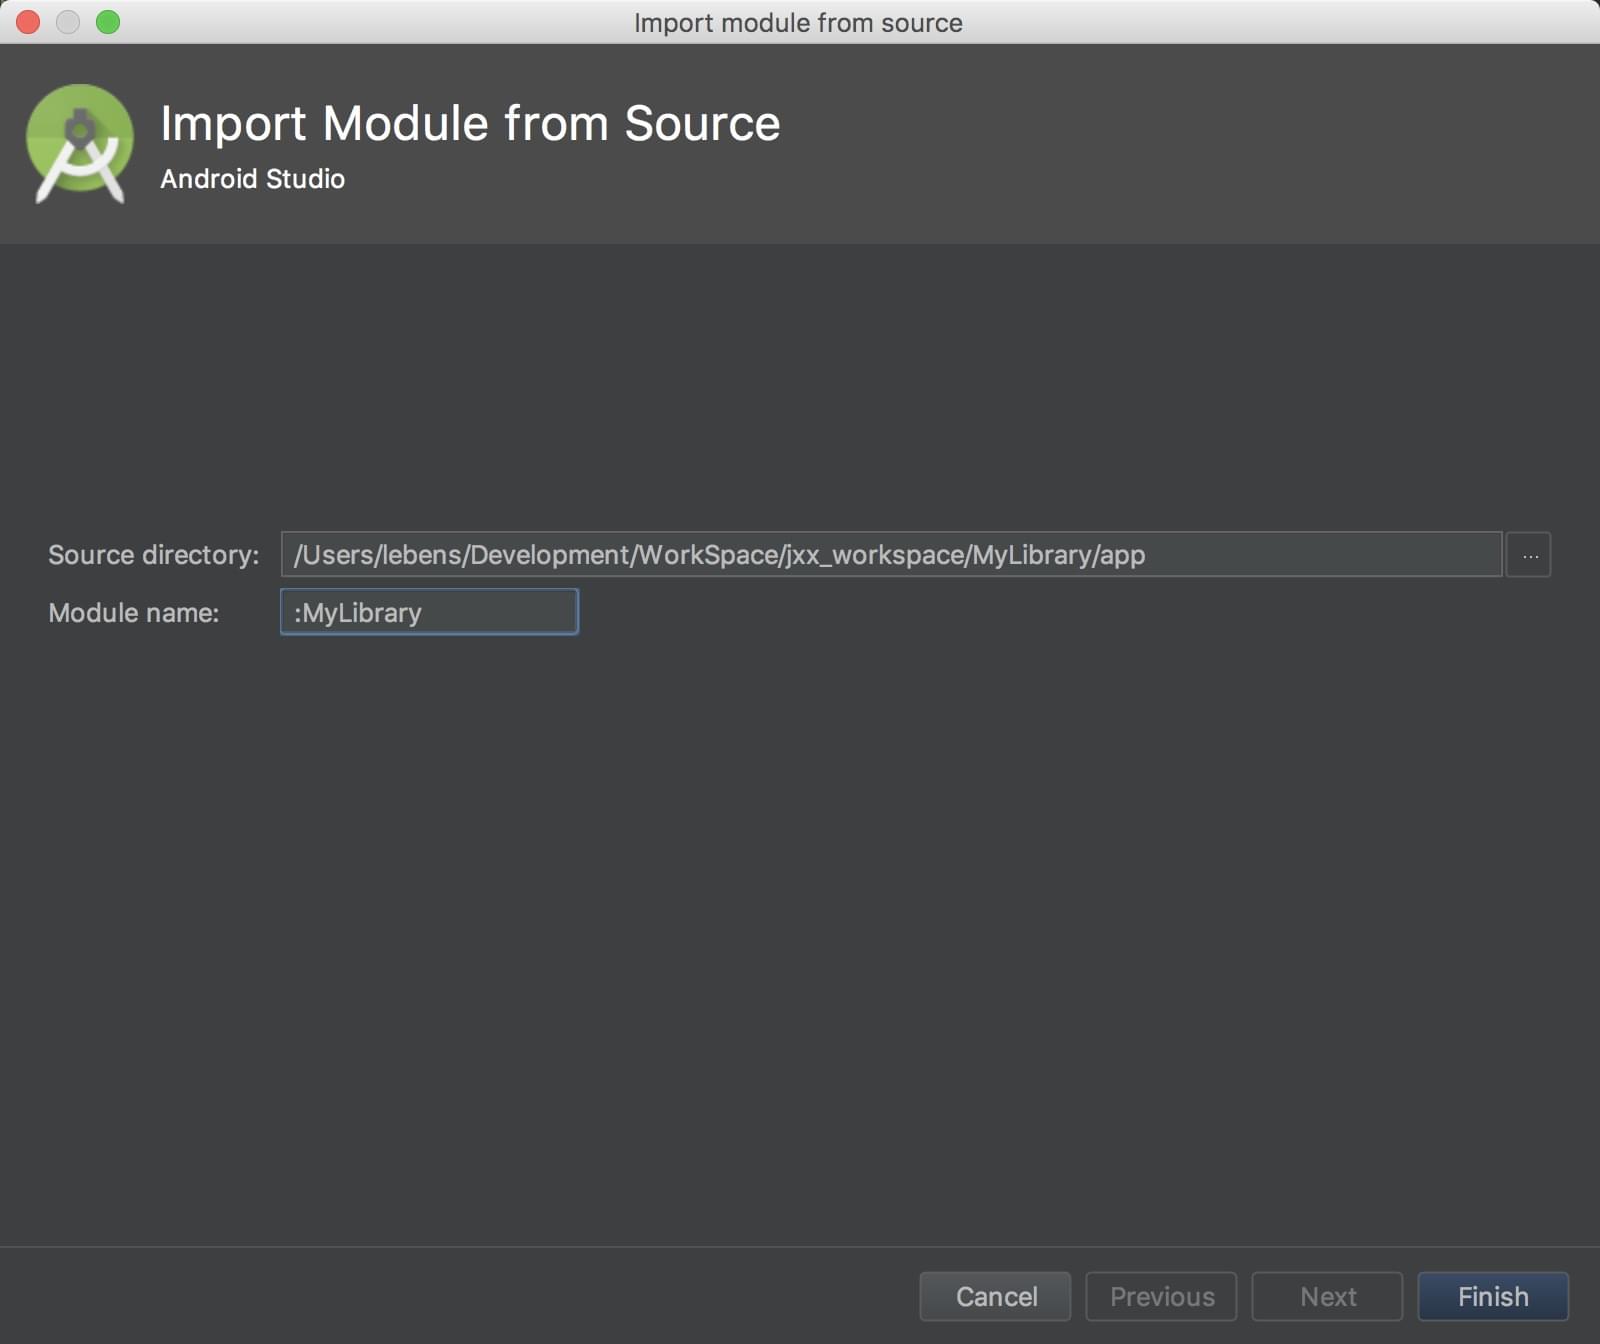 Import module from source
Import Module from Source
Android Studio
Source directory: /Users/lebens/Development/WorkSpace/jxx_workspace/MyLibrary/app ...
Module name: :MyLibrary
Cancel Previous Next Finish